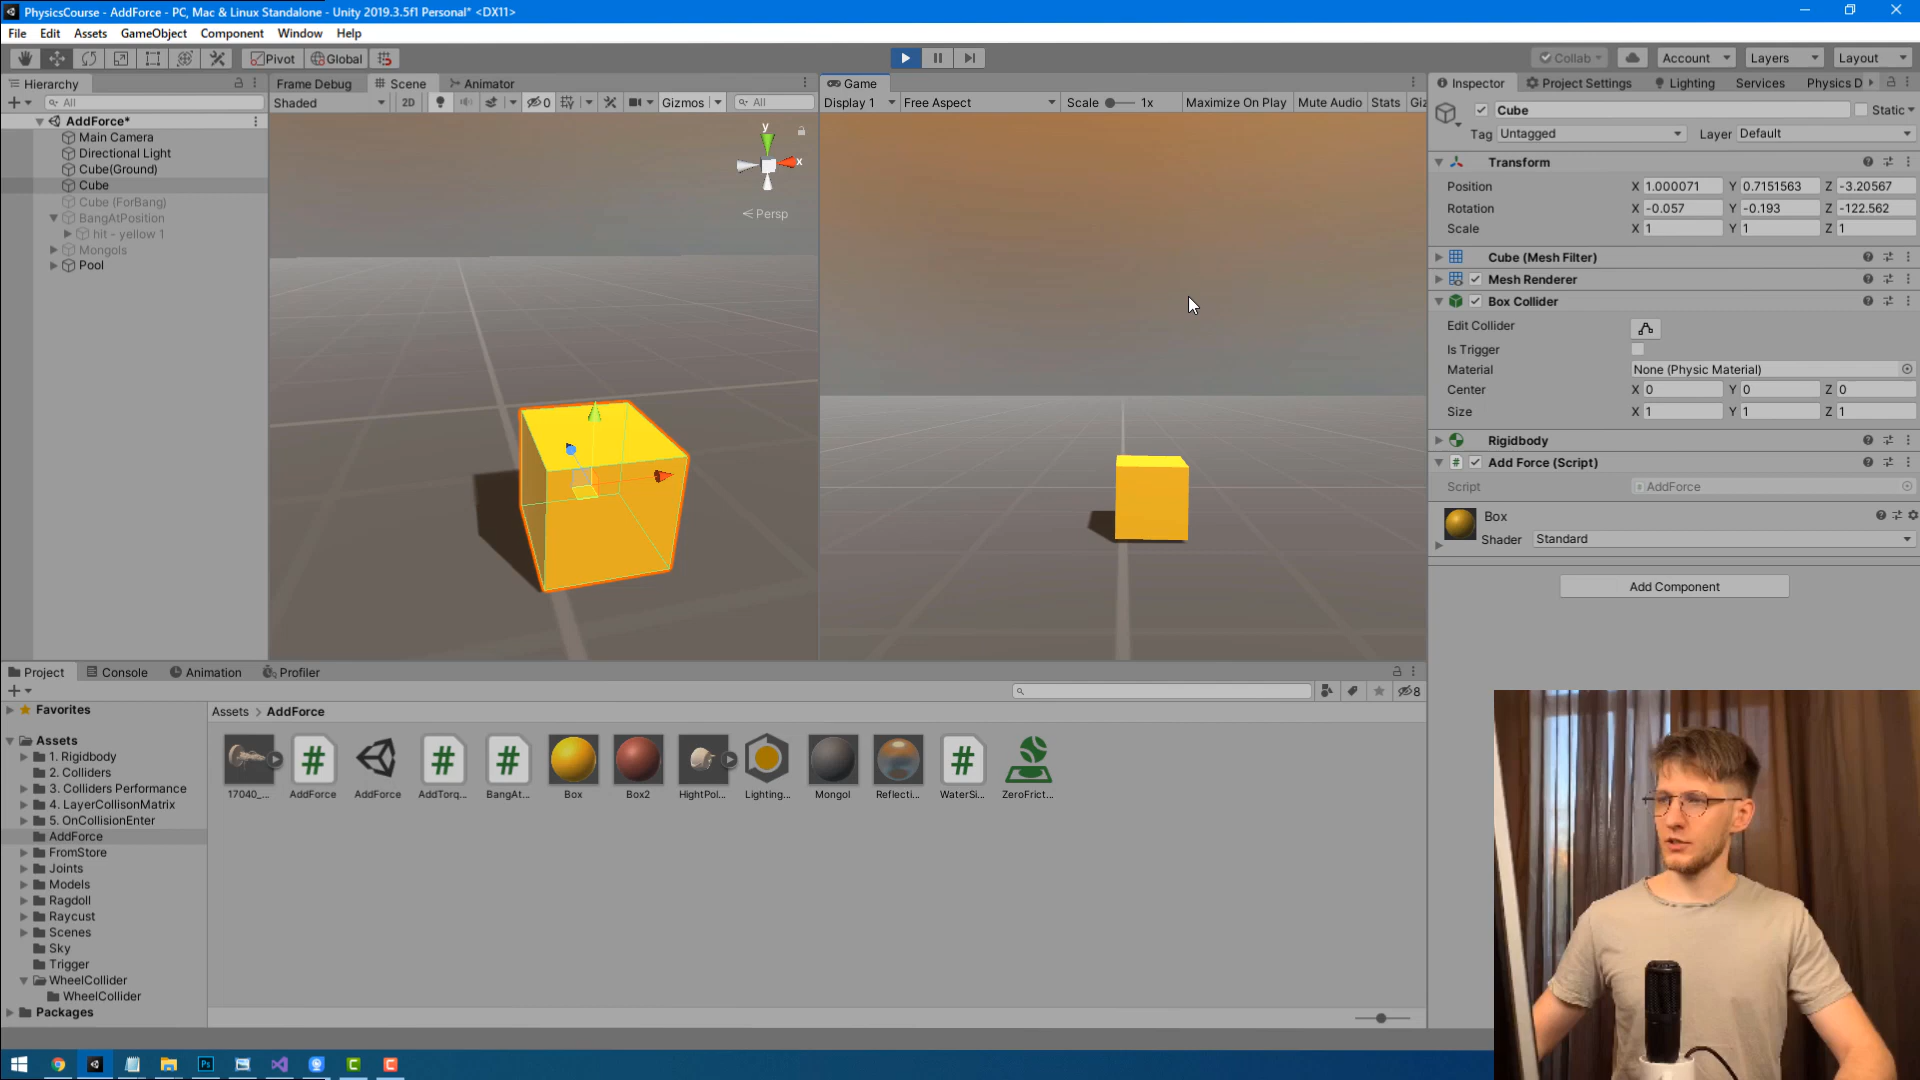 PhysicsCourse - AddForce - PC, Mac & Linux Standalone - Unity 2019.3.5f1 Personal* <DX11>
File Edit Assets GameObject Component Window Help
Pivot Global Collab Account Layers Layout
Hierarchy
All
AddForce*
Main Camera
Directional Light
Cube(Ground)
Cube
Cube (ForBang)
BangAtPosition
hit - yellow 1
Mongols
Pool
Frame Debug Scene Animator
Shaded 2D 0 Gizmos All
y
x
Persp
Game
Display 1 Free Aspect Scale 1x Maximize On Play Mute Audio Stats Giz
Inspector Project Settings Lighting Services Physics D
Cube Static
Tag Untagged Layer Default
Transform
Position X 1.000071 Y 0.7151563 Z -3.20567
Rotation X -0.057 Y -0.193 Z -122.562
Scale X 1 Y 1 Z 1
Cube (Mesh Filter)
Mesh Renderer
Box Collider
Edit Collider
Is Trigger
Material None (Physic Material)
Center X 0 Y 0 Z 0
Size X 1 Y 1 Z 1
Rigidbody
Add Force (Script)
Script AddForce
Box
Shader Standard
Add Component
Project Console Animation Profiler
8
Favorites
Assets
1. Rigidbody
2. Colliders
3. Colliders Performance
4. LayerCollisonMatrix
5. OnCollisionEnter
AddForce
FromStore
Joints
Models
Ragdoll
Raycust
Scenes
Sky
Trigger
WheelCollider
WheelCollider
Packages
Assets > AddForce
17040_... AddForce AddForce AddTorq... BangAt... Box Box2 HightPol... Lighting... Mongol Reflecti... WaterSi... ZeroFrict...